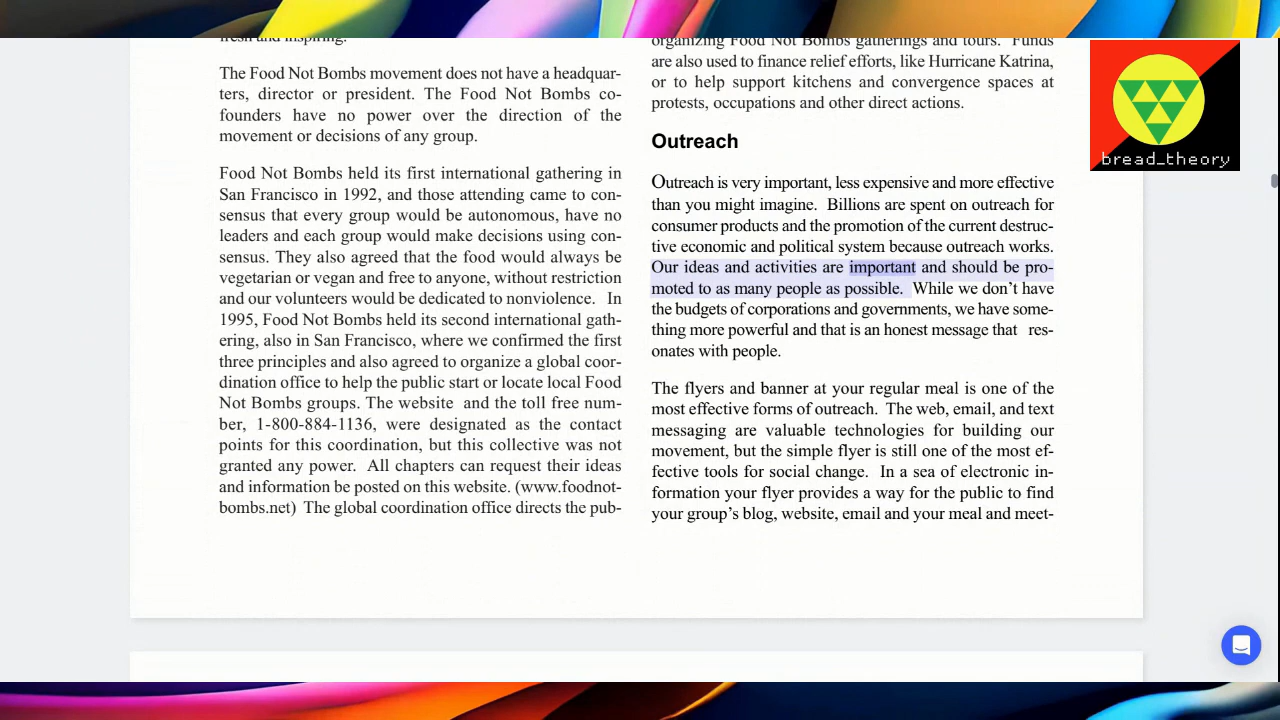 fresh and inspiring.
The Food Not Bombs movement does not have a headquar-
ters, director or president. The Food Not Bombs co-
founders have no power over the direction of the
movement or decisions of any group.
Food Not Bombs held its first international gathering in
San Francisco in 1992, and those attending came to con-
sensus that every group would be autonomous, have no
leaders and each group would make decisions using con-
sensus. They also agreed that the food would always be
vegetarian or vegan and free to anyone, without restriction
and our volunteers would be dedicated to nonviolence. In
1995, Food Not Bombs held its second international gath-
ering, also in San Francisco, where we confirmed the first
three principles and also agreed to organize a global coor-
dination office to help the public start or locate local Food
Not Bombs groups. The website and the toll free num-
ber, 1-800-884-1136, were designated as the contact
points for this coordination, but this collective was not
granted any power. All chapters can request their ideas
and information be posted on this website. (www.foodnot-
bombs.net) The global coordination office directs the pub-
organizing Food Not Bombs gatherings and tours. Funds
are also used to finance relief efforts, like Hurricane Katrina,
or to help support kitchens and convergence spaces at
protests, occupations and other direct actions.
Outreach
Outreach is very important, less expensive and more effective
than you might imagine. Billions are spent on outreach for
consumer products and the promotion of the current destruc-
tive economic and political system because outreach works.
Our ideas and activities are important and should be pro-
moted to as many people as possible. While we don't have
the budgets of corporations and governments, we have some-
thing more powerful and that is an honest message that res-
onates with people.
The flyers and banner at your regular meal is one of the
most effective forms of outreach. The web, email, and text
messaging are valuable technologies for building our
movement, but the simple flyer is still one of the most ef-
fective tools for social change. In a sea of electronic in-
formation your flyer provides a way for the public to find
your group's blog, website, email and your meal and meet-
bread_theory